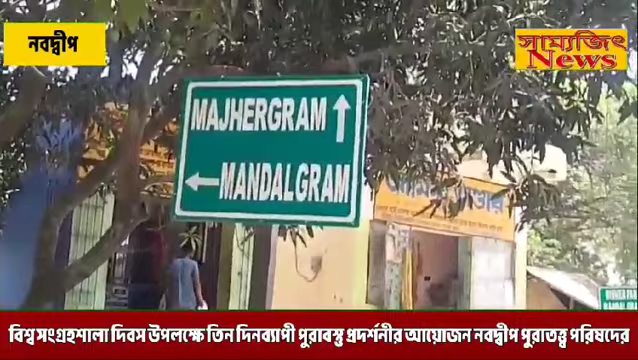 নবদ্বীপ
সাম্যজিৎ
News
MAJHERGRAM ↑
← MANDALGRAM
বিশ্ব সংগ্রহশালা দিবস উপলক্ষে তিন দিনব্যাপী পুরাবস্তু প্রদর্শনীর আয়োজন নবদ্বীপ পুরাতত্ত্ব পরিষদের